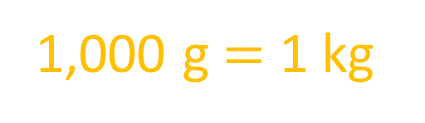 1,000 g = 1 kg